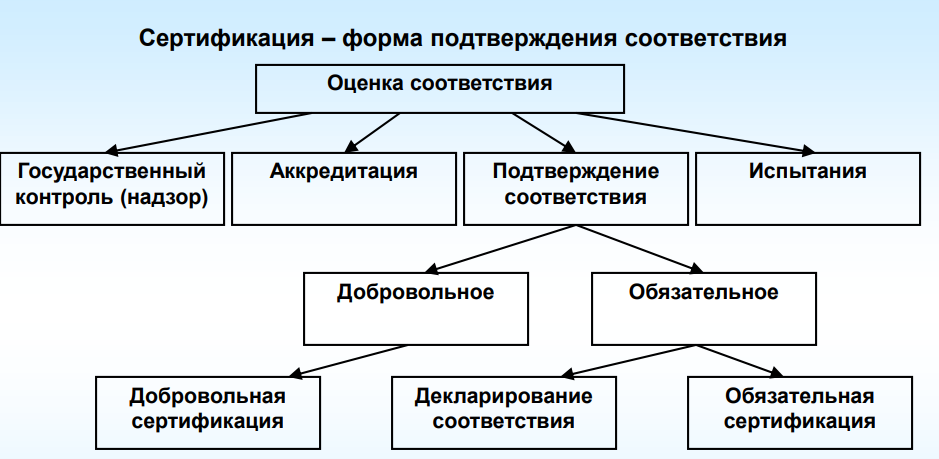 Сертификация – форма подтверждения соответствия
Оценка соответствия
Государственный
контроль (надзор)
Аккредитация
Подтверждение
соответствия
Испытания
Добровольное
Обязательное
Добровольная
сертификация
Декларирование
соответствия
Обязательная
сертификация